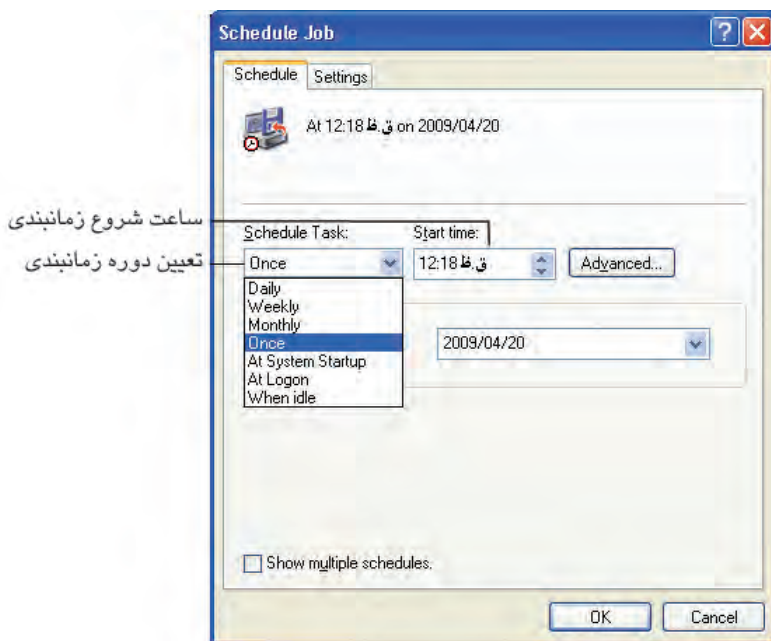 Schedule Job
Schedule Settings
At 12:18 ق.ظ on 2009/04/20
ساعت شروع زمانبندی
Schedule Task: Start time:
تعیین دوره زمانبندی
Once 12:18 ق.ظ Advanced...
Daily
Weekly
Monthly
Once 2009/04/20
At System Startup
At Logon
When idle
Show multiple schedules.
OK Cancel